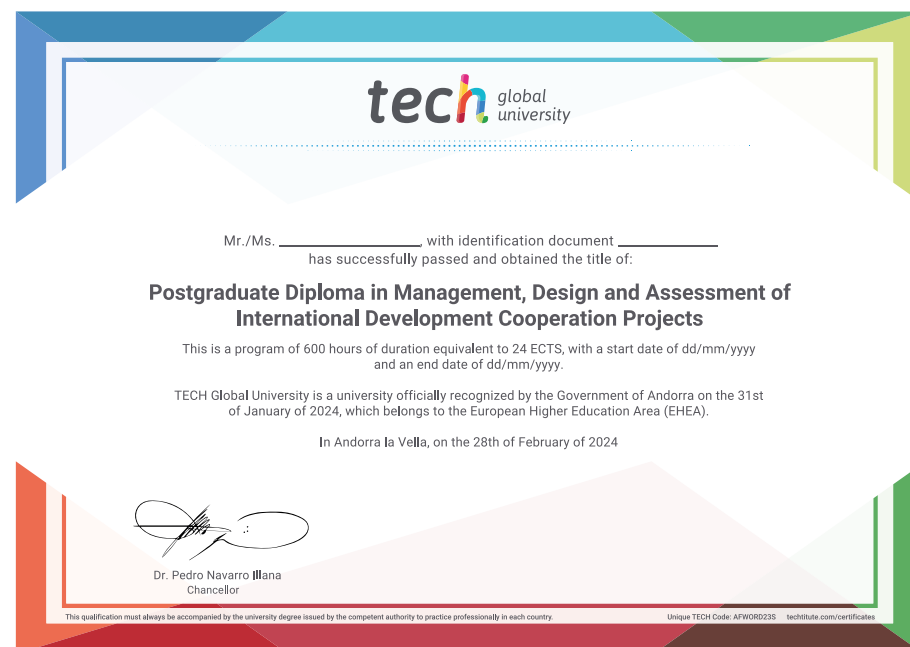 tech global
university
Mr./Ms. ____________, with identification document ____________
has successfully passed and obtained the title of:
Postgraduate Diploma in Management, Design and Assessment of
International Development Cooperation Projects
This is a program of 600 hours of duration equivalent to 24 ECTS, with a start date of dd/mm/yyyy
and an end date of dd/mm/yyyy.
TECH Global University is a university officially recognized by the Government of Andorra on the 31st
of January of 2024, which belongs to the European Higher Education Area (EHEA).
In Andorra la Vella, on the 28th of February of 2024
Dr. Pedro Navarro Illana
Chancellor
This qualification must always be accompanied by the university degree issued by the competent authority to practice professionally in each country. Unique TECH Code: AFWORD23S techtitute.com/certificates